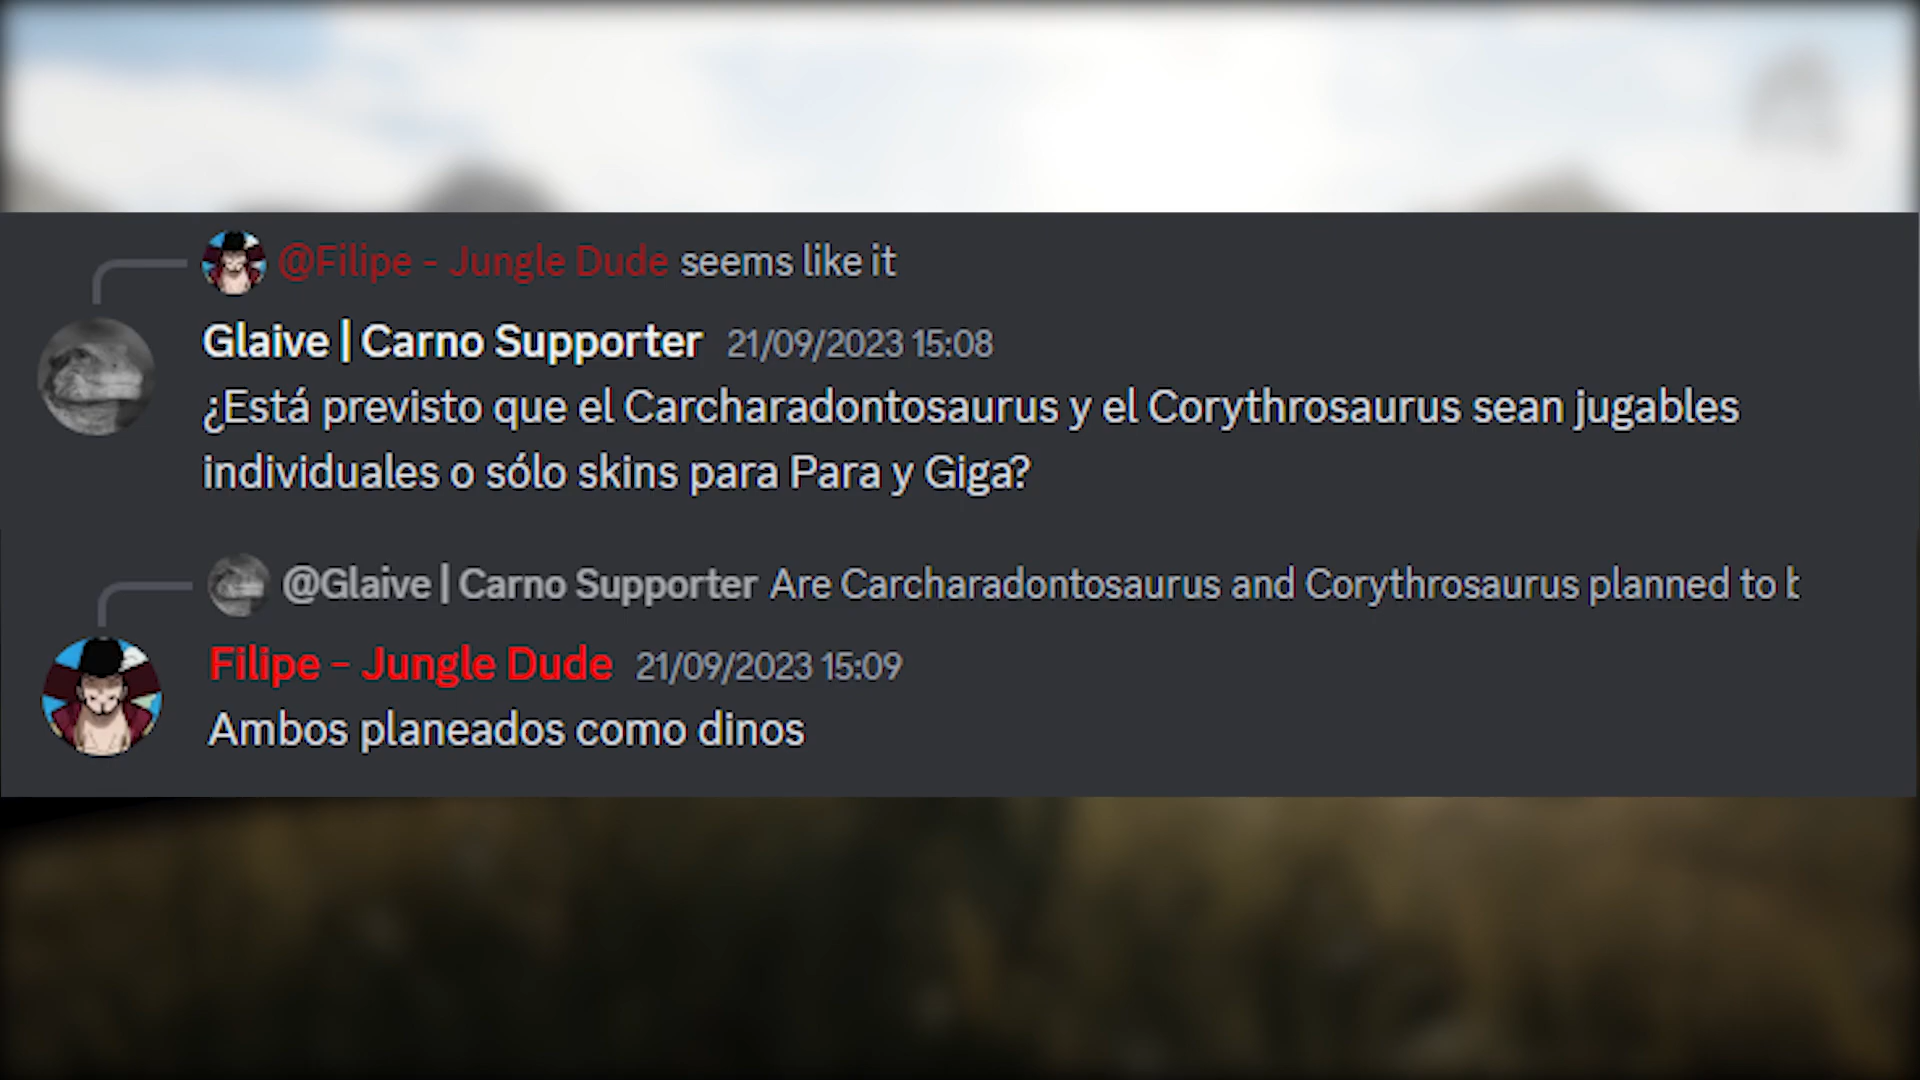 @Filipe - Jungle Dude seems like it
Glaive | Carno Supporter 21/09/2023 15:08
¿Está previsto que el Carcharadontosaurus y el Corythrosaurus sean jugables
individuales o sólo skins para Para y Giga?
@Glaive | Carno Supporter Are Carcharadontosaurus and Corythrosaurus planned to b
Filipe - Jungle Dude 21/09/2023 15:09
Ambos planeados como dinos